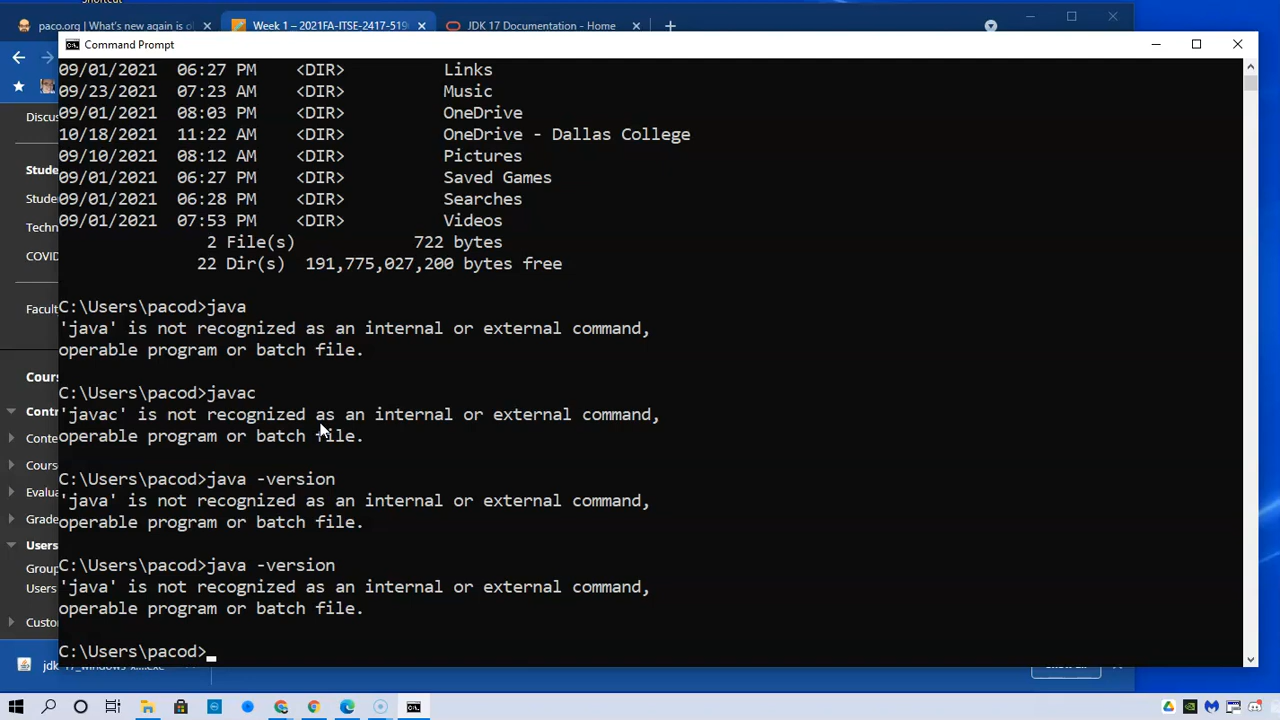 Shortcut
paco.org | What's new again is ol
Week 1 – 2021FA-ITSE-2417-519
JDK 17 Documentation - Home
Command Prompt
09/01/2021 06:27 PM <DIR> Links
09/23/2021 07:23 AM <DIR> Music
09/01/2021 08:03 PM <DIR> OneDrive
10/18/2021 11:22 AM <DIR> OneDrive - Dallas College
09/10/2021 08:12 AM <DIR> Pictures
09/01/2021 06:27 PM <DIR> Saved Games
09/01/2021 06:28 PM <DIR> Searches
09/01/2021 07:53 PM <DIR> Videos
2 File(s) 722 bytes
22 Dir(s) 191,775,027,200 bytes free
C:\Users\pacod>java
'java' is not recognized as an internal or external command,
operable program or batch file.
C:\Users\pacod>javac
'javac' is not recognized as an internal or external command,
operable program or batch file.
C:\Users\pacod>java -version
'java' is not recognized as an internal or external command,
operable program or batch file.
C:\Users\pacod>java -version
'java' is not recognized as an internal or external command,
operable program or batch file.
C:\Users\pacod>
Discus
Stude
Studen
Techn
COVID
Facult
Cours
Contr
Conte
Cours
Evalua
Grade
Users
Group
Users
Custo